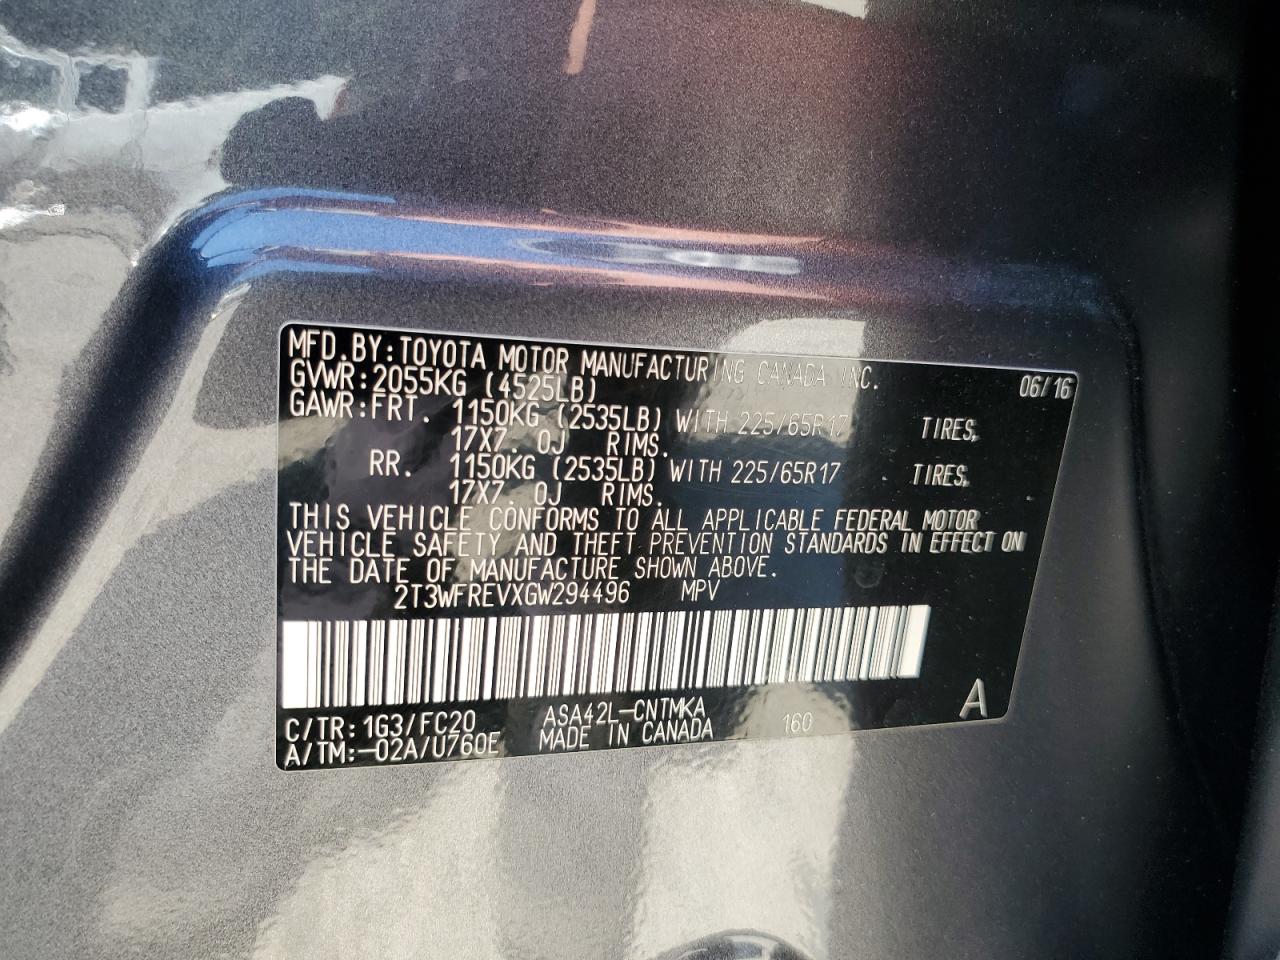 MFD.BY:TOYOTA MOTOR MANUFACTURING CANADA INC. 06/16
GVWR:2055KG (4525LB)
GAWR:FRT. 1150KG (2535LB) WITH 225/65R17 TIRES,
17X7.0J RIMS.
RR. 1150KG (2535LB) WITH 225/65R17 TIRES,
17X7.0J RIMS.
THIS VEHICLE CONFORMS TO ALL APPLICABLE FEDERAL MOTOR
VEHICLE SAFETY AND THEFT PREVENTION STANDARDS IN EFFECT ON
THE DATE OF MANUFACTURE SHOWN ABOVE.
2T3WFREVXGW294496 MPV
C/TR:1G3/FC20 ASA42L-CNTMKA A
A/TM:-02A/U760E MADE IN CANADA 160